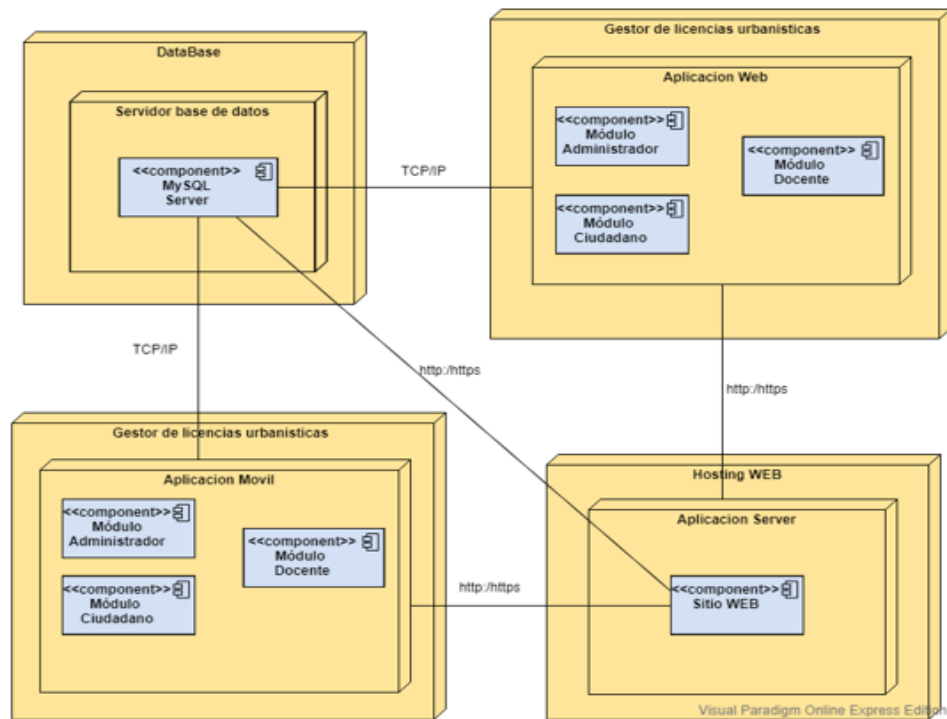 DataBase
Servidor base de datos
<<component>>
MySQL
Server
TCP/IP
Gestor de licencias urbanisticas
Aplicacion Web
<<component>>
Módulo
Administrador
<<component>>
Módulo
Docente
<<component>>
Módulo
Ciudadano
TCP/IP
http:/https
http:/https
Gestor de licencias urbanisticas
Aplicacion Movil
<<component>>
Módulo
Administrador
<<component>>
Módulo
Docente
<<component>>
Módulo
Ciudadano
http:/https
Hosting WEB
Aplicacion Server
<<component>>
Sitio WEB
Visual Paradigm Online Express Edition